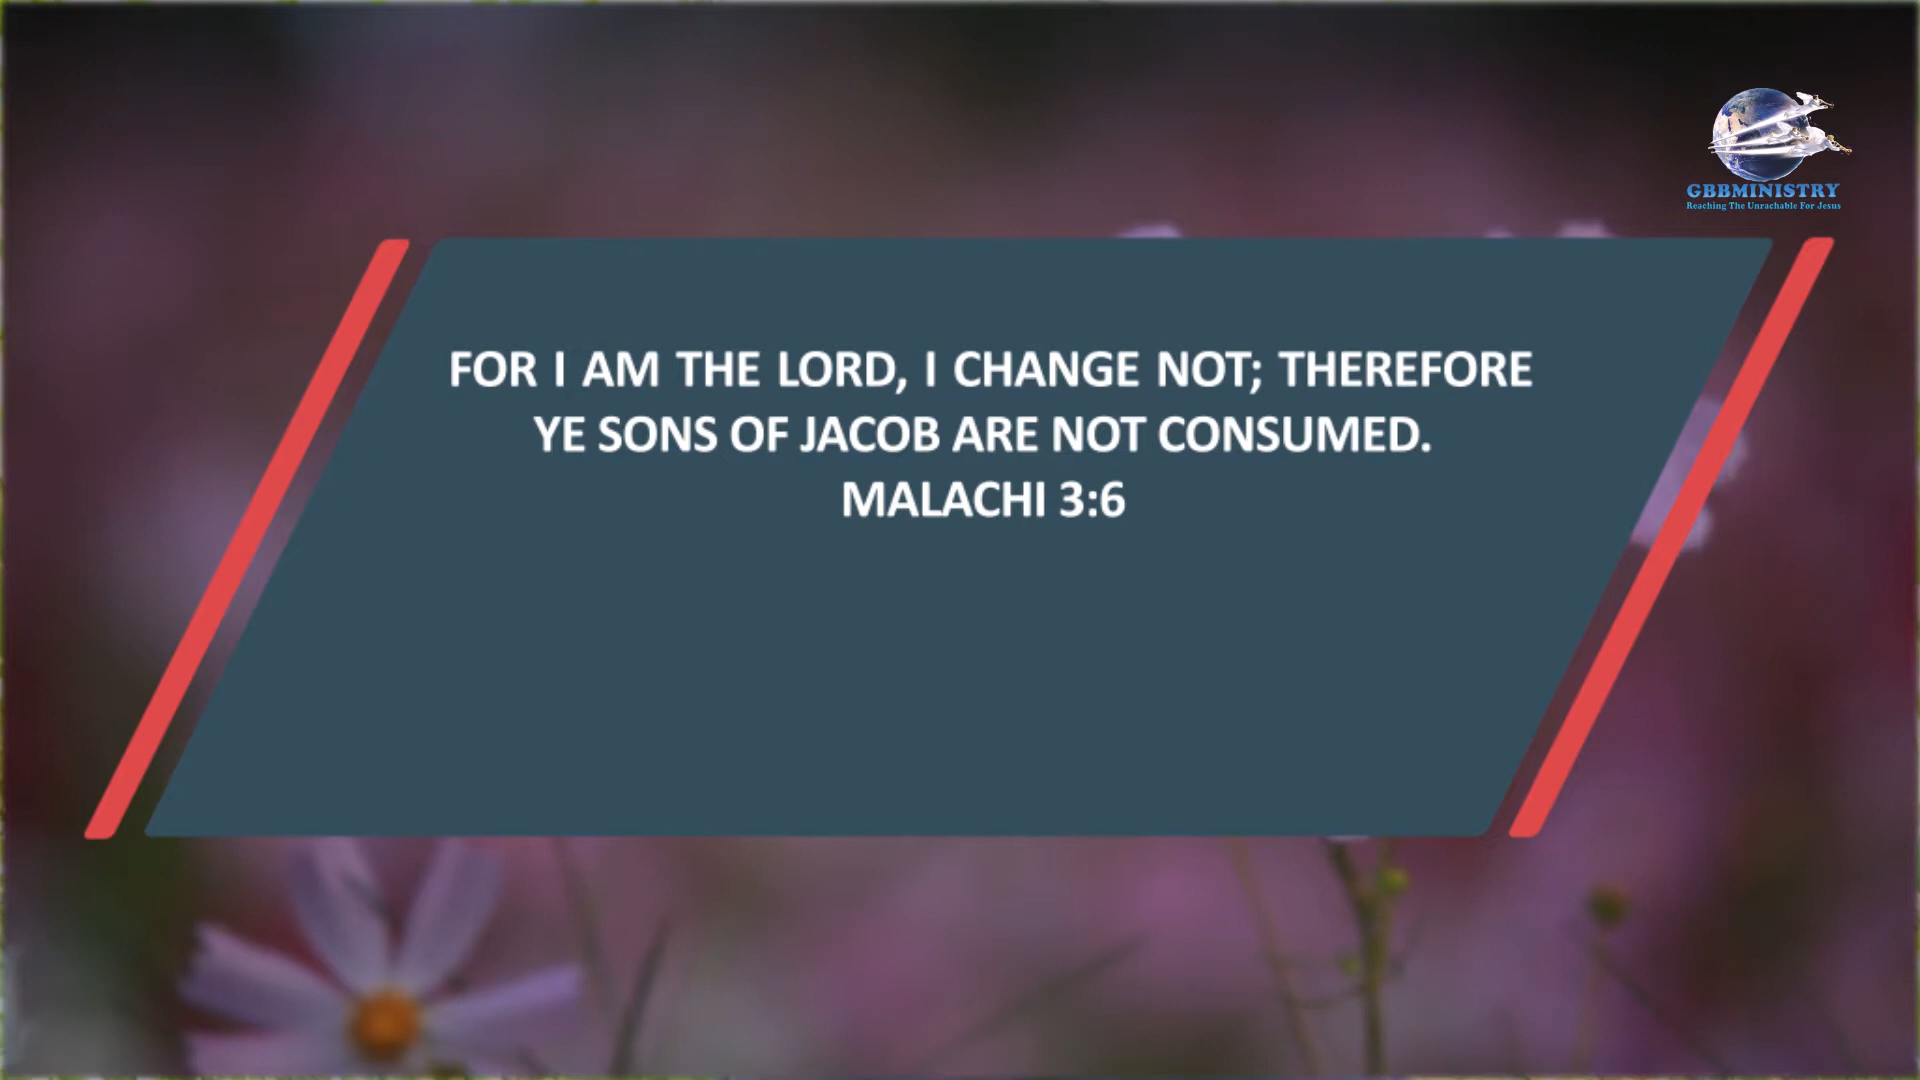 GBBMINISTRY
Reaching The Unrachable For Jesus
FOR I AM THE LORD, I CHANGE NOT; THEREFORE
YE SONS OF JACOB ARE NOT CONSUMED.
MALACHI 3:6